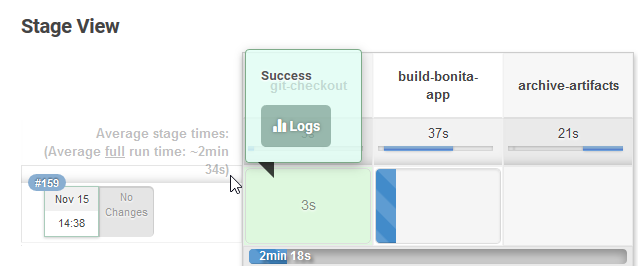 Stage View
Success
git-checkout
Logs
build-bonita-
app
archive-artifacts
Average stage times:
(Average full run time: ~2min
34s)
37s
21s
#159
Nov 15
14:38
No
Changes
3s
2min 18s